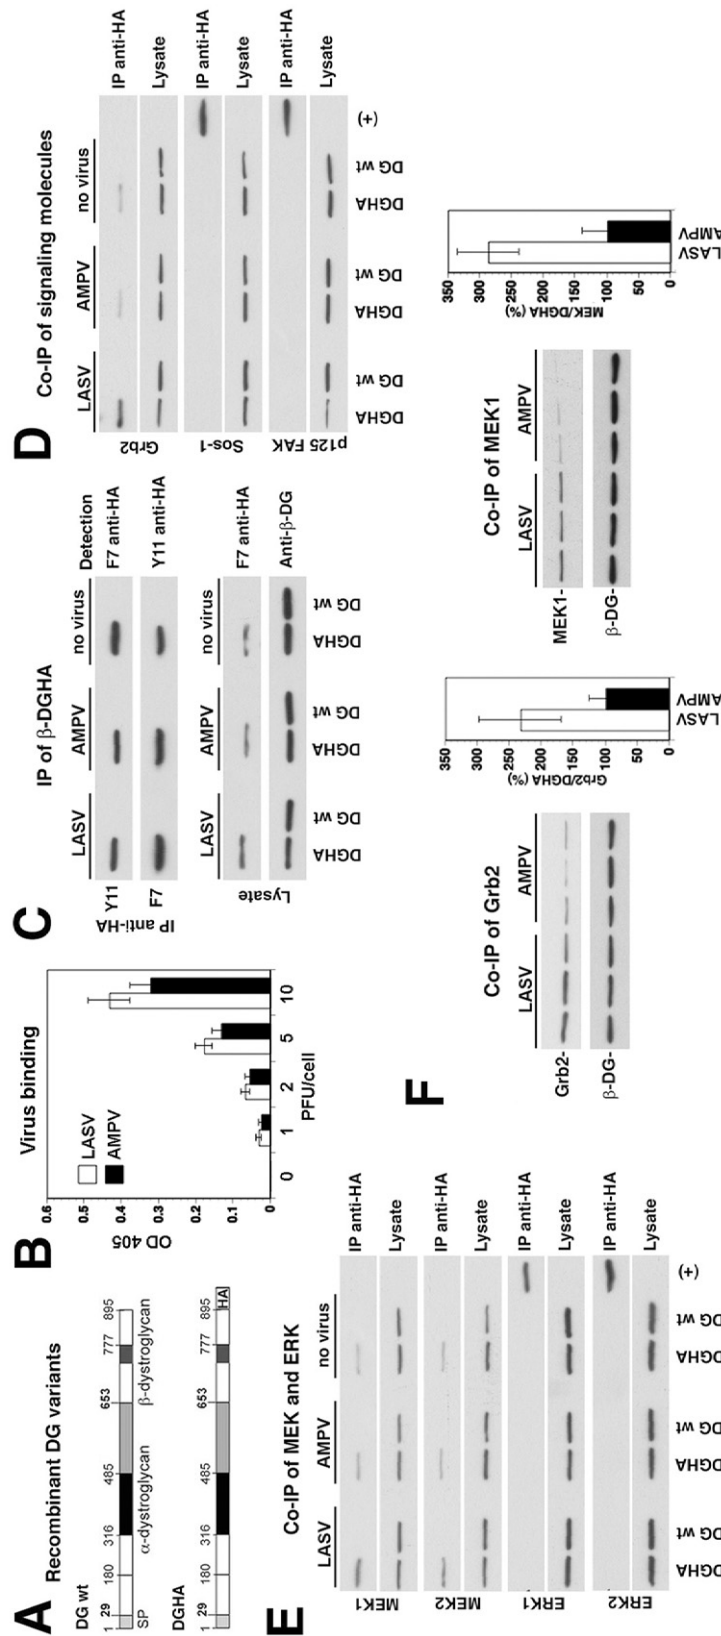 A
Recombinant DG variants
DG wt
1 29 180 316 485 653 777 895
SP α-dystroglycan β-dystroglycan
DGHA
1 29 180 316 485 653 777 895
HA
B
Virus binding
OD 405
0.6
0.5
0.4
0.3
0.2
0.1
0
LASV
AMPV
0 1 2 5 10
PFU/cell
C
IP of β-DGHA
LASV AMPV no virus Detection
IP anti-HA
Y11 F7 anti-HA
F7 Y11 anti-HA
LASV AMPV no virus
Lysate
F7 anti-HA
Anti-β-DG
DGHA DG wt DGHA DG wt DGHA DG wt
D
Co-IP of signaling molecules
LASV AMPV no virus
Grb2
IP anti-HA
Lysate
Sos-1
IP anti-HA
Lysate
p125 FAK
IP anti-HA
Lysate
DGHA DG wt DGHA DG wt DGHA DG wt (+)
E
Co-IP of MEK and ERK
LASV AMPV no virus
MEK1
IP anti-HA
Lysate
MEK2
IP anti-HA
Lysate
ERK1
IP anti-HA
Lysate
ERK2
IP anti-HA
Lysate
DGHA DG wt DGHA DG wt DGHA DG wt (+)
F
Co-IP of Grb2
LASV AMPV
Grb2-
β-DG-
Grb2/DGHA (%)
350
300
250
200
150
100
50
0
LASV
AMPV
Co-IP of MEK1
LASV AMPV
MEK1-
β-DG-
MEK/DGHA (%)
350
300
250
200
150
100
50
0
LASV
AMPV